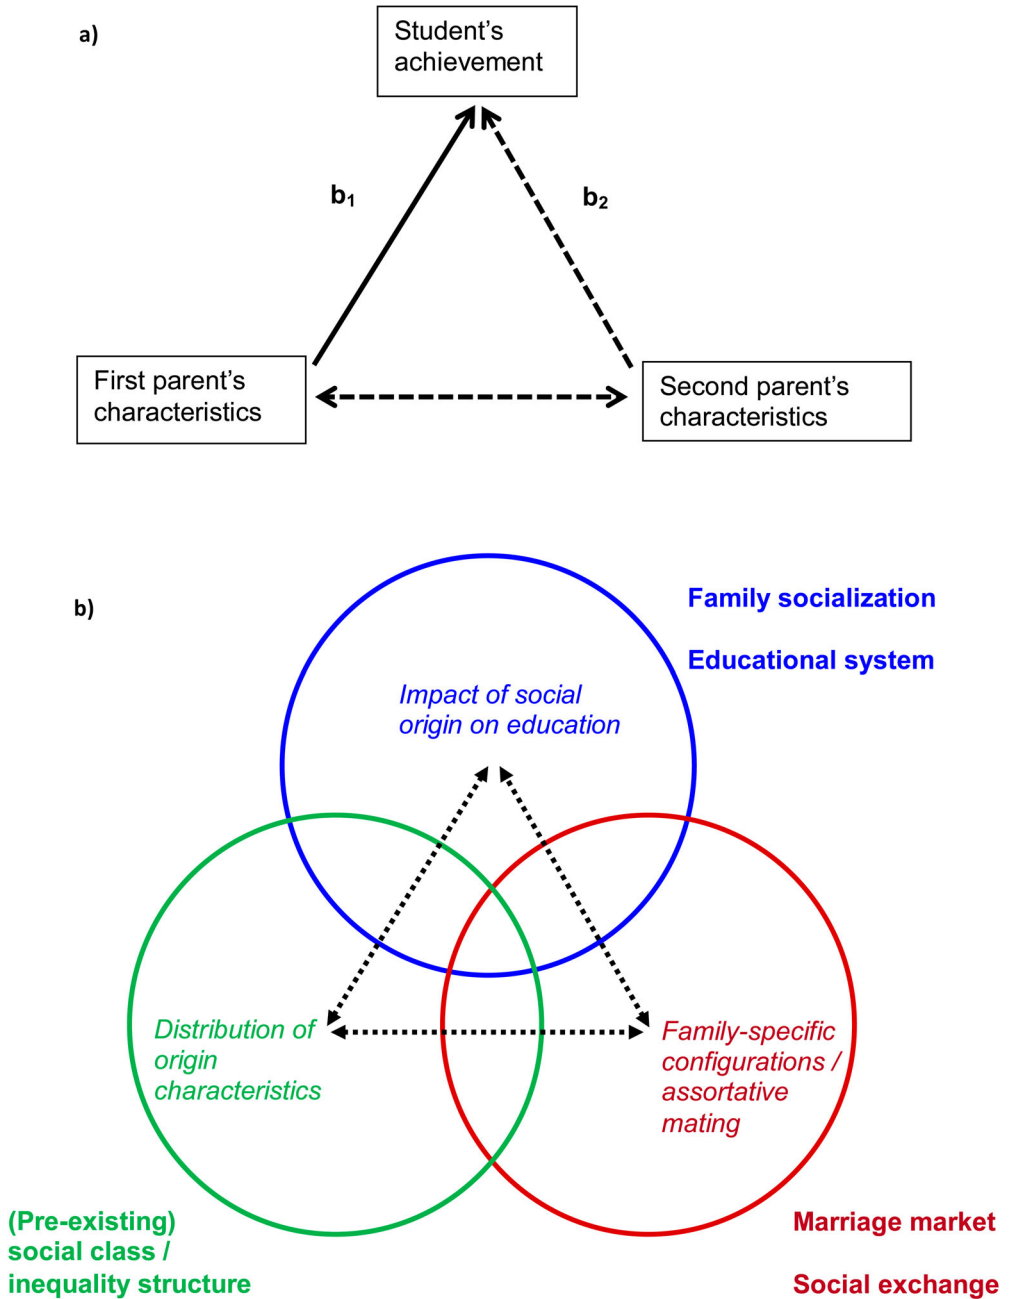 a)
Student's
achievement
b₁
b₂
First parent's
characteristics
Second parent's
characteristics
b)
Family socialization
Educational system
Impact of social
origin on education
Distribution of
origin
characteristics
Family-specific
configurations /
assortative
mating
(Pre-existing)
social class /
inequality structure
Marriage market
Social exchange